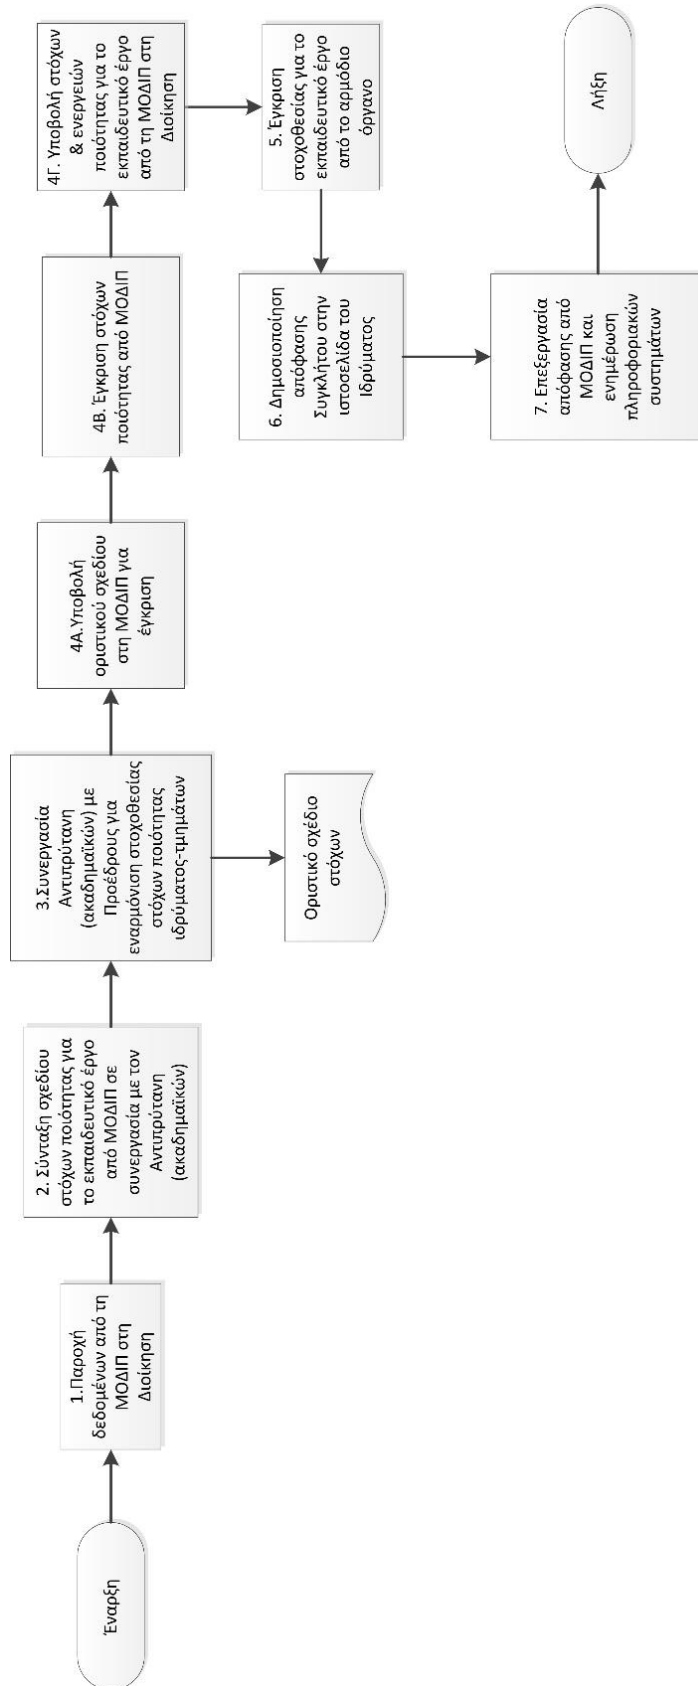 Έναρξη
1.Παροχή
δεδομένων από τη
ΜΟΔΙΠ στη
Διοίκηση
2. Σύνταξη σχεδίου
στόχων ποιότητας για
το εκπαιδευτικό έργο
από ΜΟΔΙΠ σε
συνεργασία με τον
Αντιπρύτανη
(ακαδημαϊκών)
3.Συνεργασία
Αντιπρύτανη
(ακαδημαϊκών) με
Προέδρους για
εναρμόνιση στοχοθεσίας
στόχων ποιότητας
ιδρύματος-τμημάτων
Οριστικό σχέδιο
στόχων
4Α.Υποβολή
οριστικού σχεδίου
στη ΜΟΔΙΠ για
έγκριση
4Β. Έγκριση στόχων
ποιότητας από ΜΟΔΙΠ
4Γ. Υποβολή στόχων
& ενεργειών
ποιότητας για το
εκπαιδευτικό έργο
από τη ΜΟΔΙΠ στη
Διοίκηση
5. Έγκριση
στοχοθεσίας για το
εκπαιδευτικό έργο
από το αρμόδιο
όργανο
6. Δημοσιοποίηση
απόφασης
Συγκλήτου στην
ιστοσελίδα του
Ιδρύματος
7. Επεξεργασία
απόφασης από
ΜΟΔΙΠ και
ενημέρωση
πληροφοριακών
συστημάτων
Λήξη